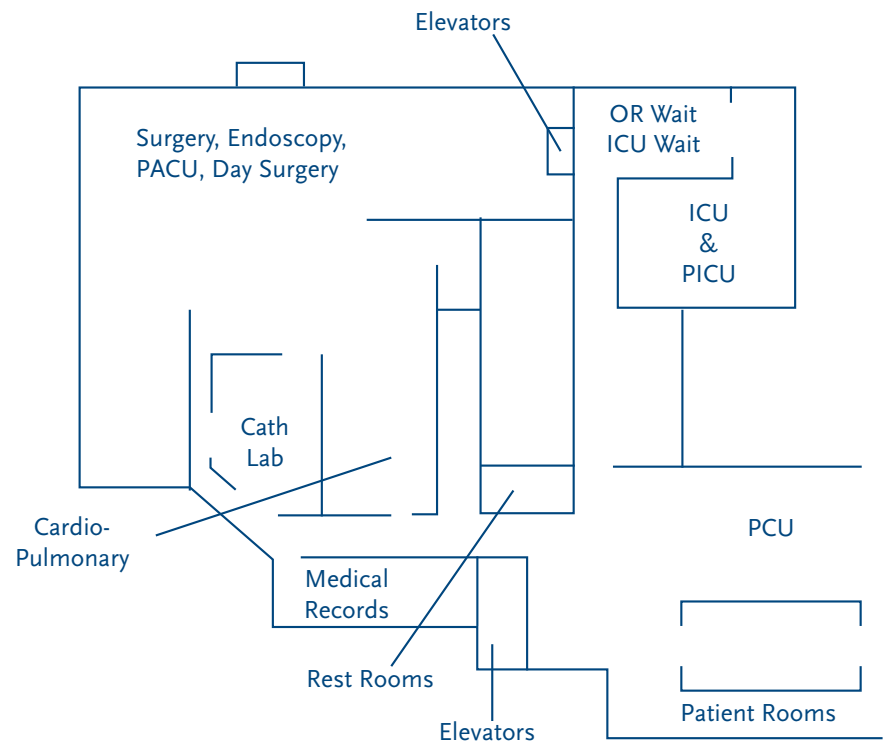 Elevators
Surgery, Endoscopy,
PACU, Day Surgery
OR Wait
ICU Wait
ICU
&
PICU
Cath
Lab
Cardio-
Pulmonary
PCU
Medical
Records
Rest Rooms
Elevators
Patient Rooms